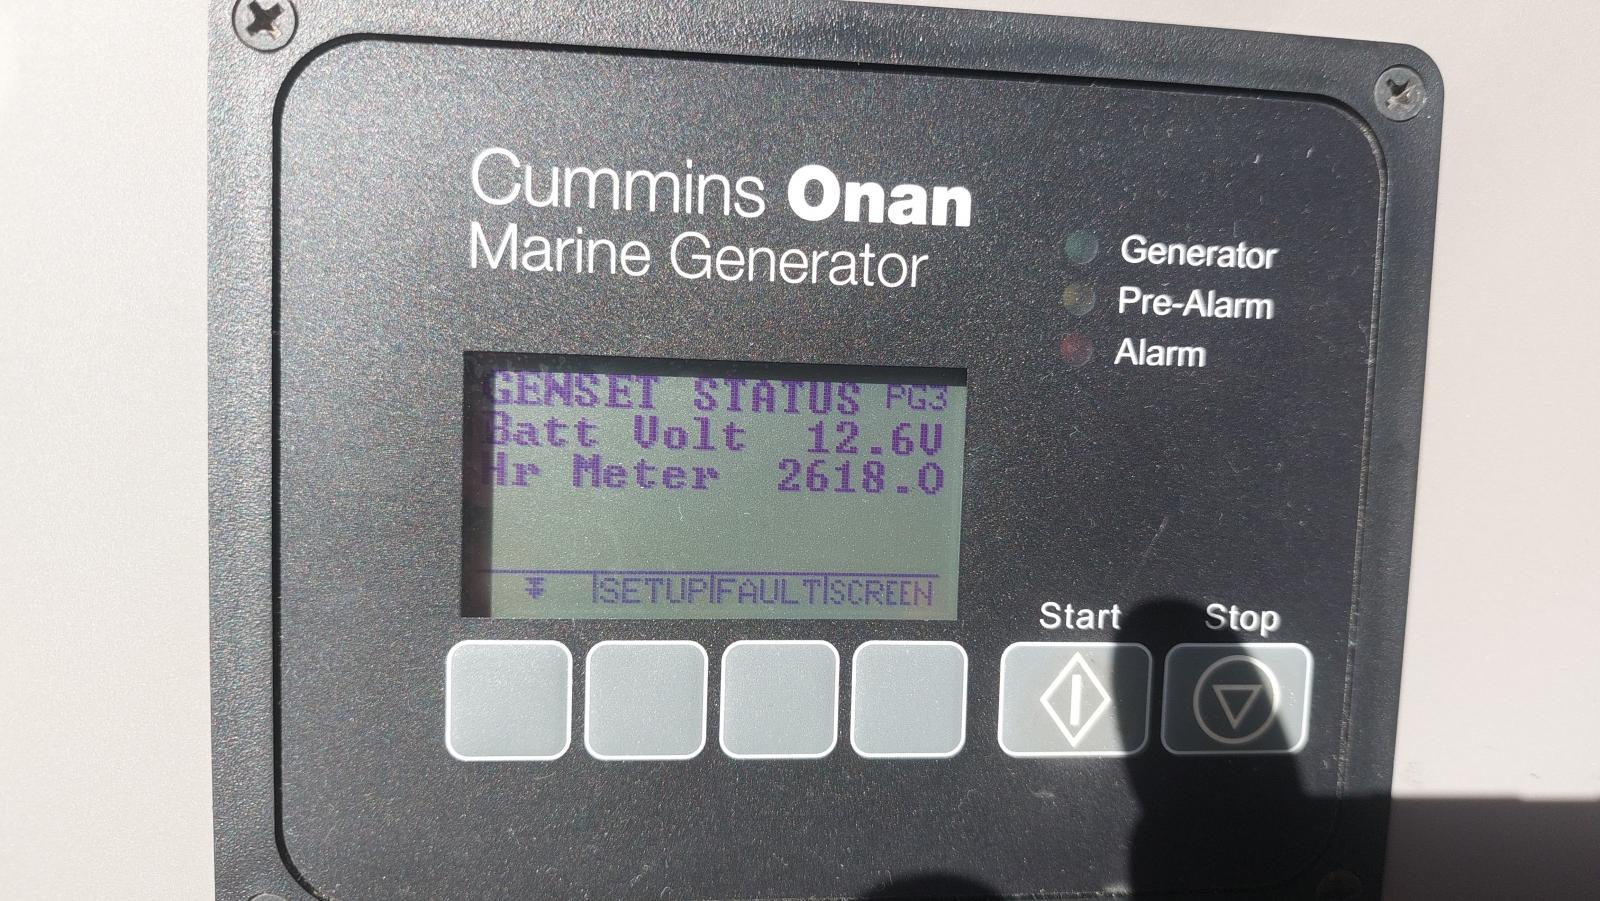 Cummins Onan
Marine Generator
Generator
Pre-Alarm
Alarm
GENSET STATUS PG3
Batt Volt 12.6V
Hr Meter 2618.0
SETUP FAULT SCREEN
Start
Stop